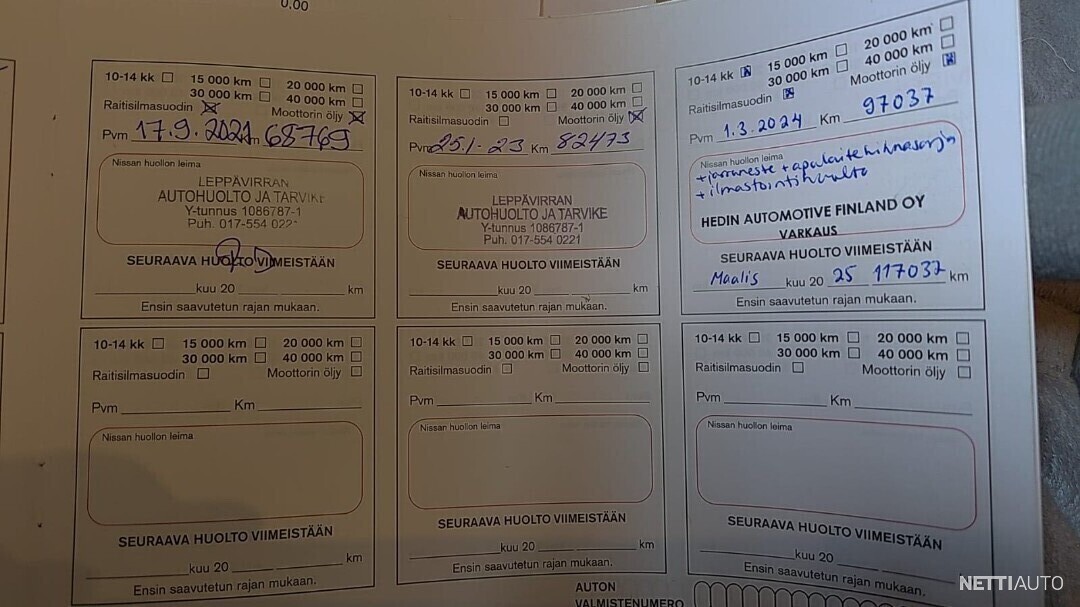 0.00
10-14 kk 15 000 km 20 000 km
30 000 km 40 000 km
Raitisilmasuodin Moottorin öljy
Pvm 17.9.2021 Km 68769
Nissan huollon leima
LEPPÄVIRRAN
AUTOHUOLTO JA TARVIKE
Y-tunnus 1086787-1
Puh. 017-554 0221
SEURAAVA HUOLTO VIIMEISTÄÄN
kuu 20 km
Ensin saavutetun rajan mukaan.
10-14 kk 15 000 km 20 000 km
30 000 km 40 000 km
Raitisilmasuodin Moottorin öljy
Pvm 25.1-23 Km 82473
Nissan huollon leima
LEPPÄVIRRAN
AUTOHUOLTO JA TARVIKE
Y-tunnus 1086787-1
Puh. 017-554 0221
SEURAAVA HUOLTO VIIMEISTÄÄN
kuu 20 km
Ensin saavutetun rajan mukaan.
10-14 kk 15 000 km 20 000 km
30 000 km 40 000 km
Raitisilmasuodin Moottorin öljy
Pvm 1.3.2024 Km 97037
Nissan huollon leima
+jarruneste +apulaitehihnasarja
+ilmastointihuolto
HEDIN AUTOMOTIVE FINLAND OY
VARKAUS
SEURAAVA HUOLTO VIIMEISTÄÄN
Maalis kuu 20 25 117037 km
Ensin saavutetun rajan mukaan.
10-14 kk 15 000 km 20 000 km
30 000 km 40 000 km
Raitisilmasuodin Moottorin öljy
Pvm Km
Nissan huollon leima
SEURAAVA HUOLTO VIIMEISTÄÄN
kuu 20 km
Ensin saavutetun rajan mukaan.
10-14 kk 15 000 km 20 000 km
30 000 km 40 000 km
Raitisilmasuodin Moottorin öljy
Pvm Km
Nissan huollon leima
SEURAAVA HUOLTO VIIMEISTÄÄN
kuu 20 km
Ensin saavutetun rajan mukaan.
10-14 kk 15 000 km 20 000 km
30 000 km 40 000 km
Raitisilmasuodin Moottorin öljy
Pvm Km
Nissan huollon leima
SEURAAVA HUOLTO VIIMEISTÄÄN
kuu 20 km
Ensin saavutetun rajan mukaan.
AUTON
VALMISTENUMERO
NETTIAUTO